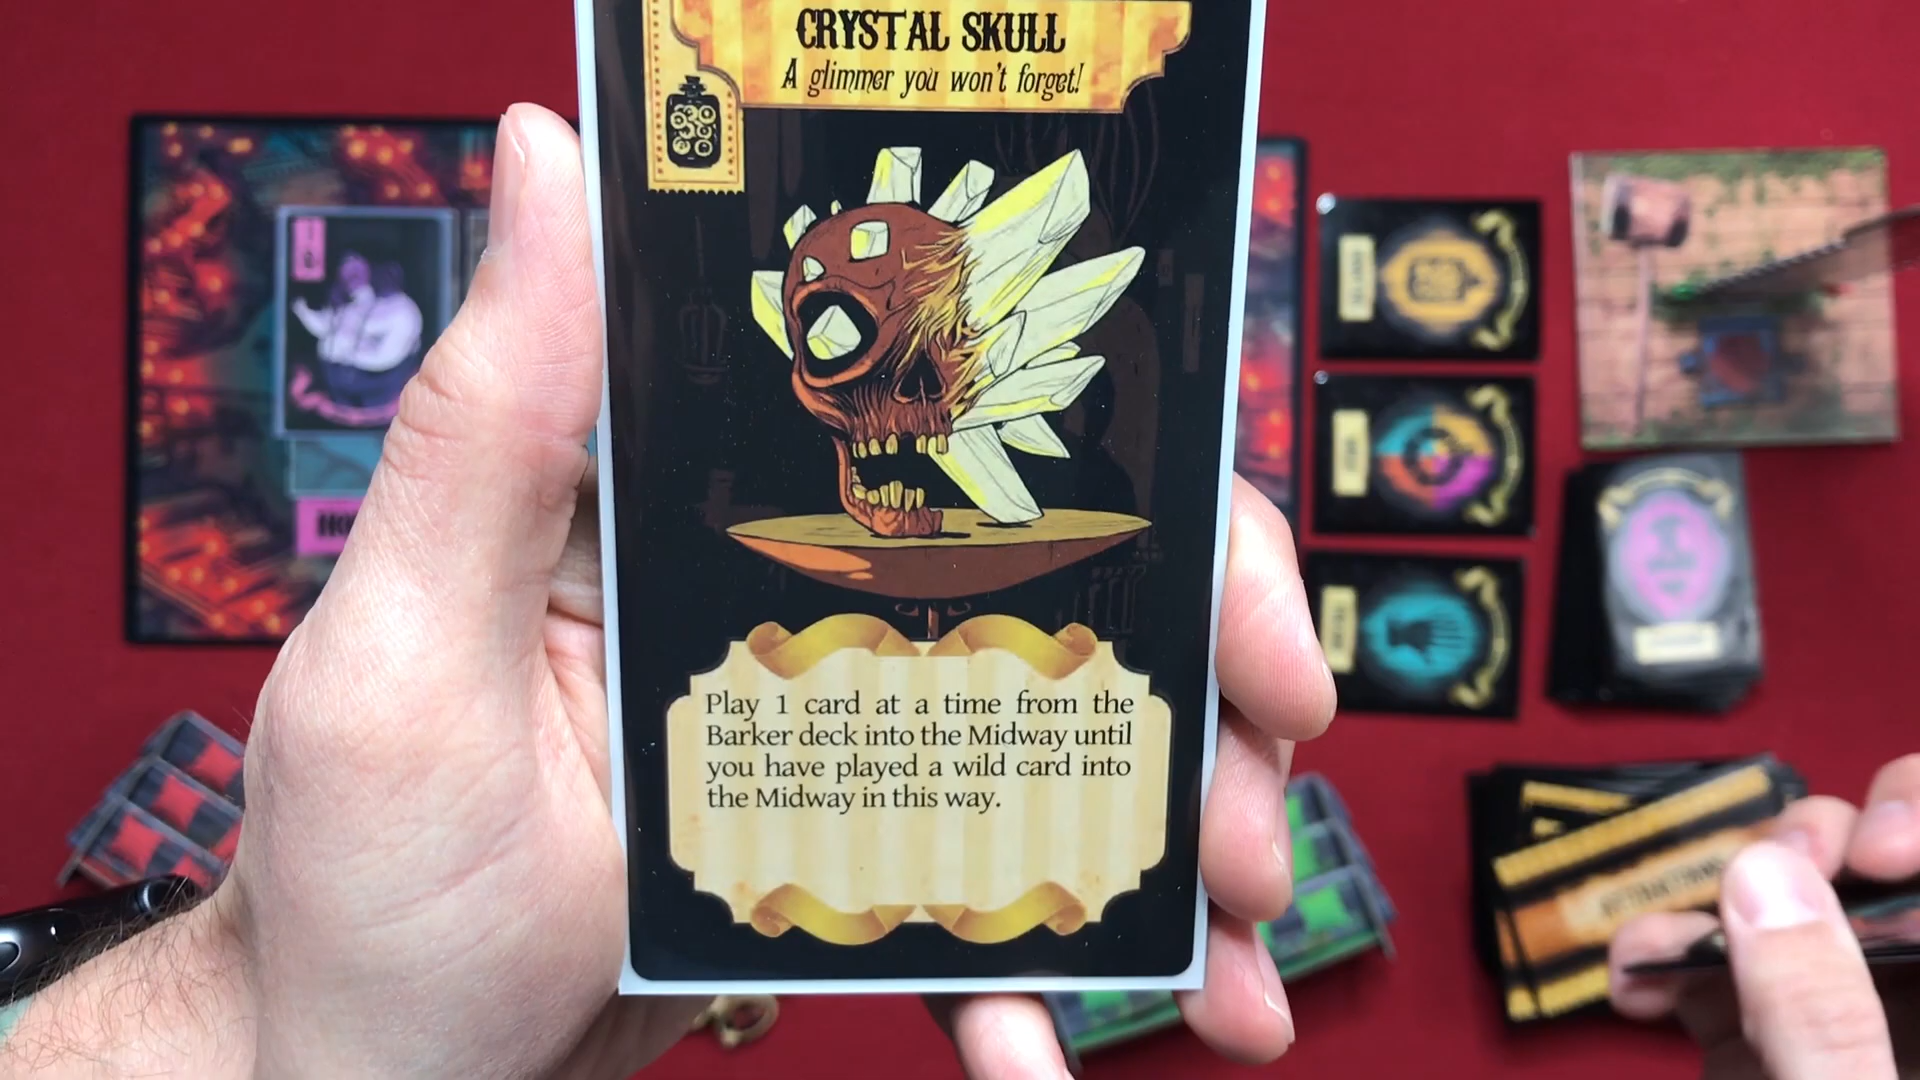 CRYSTAL SKULL
A glimmer you won't forget!
Play 1 card at a time from the
Barker deck into the Midway until
you have played a wild card into
the Midway in this way.